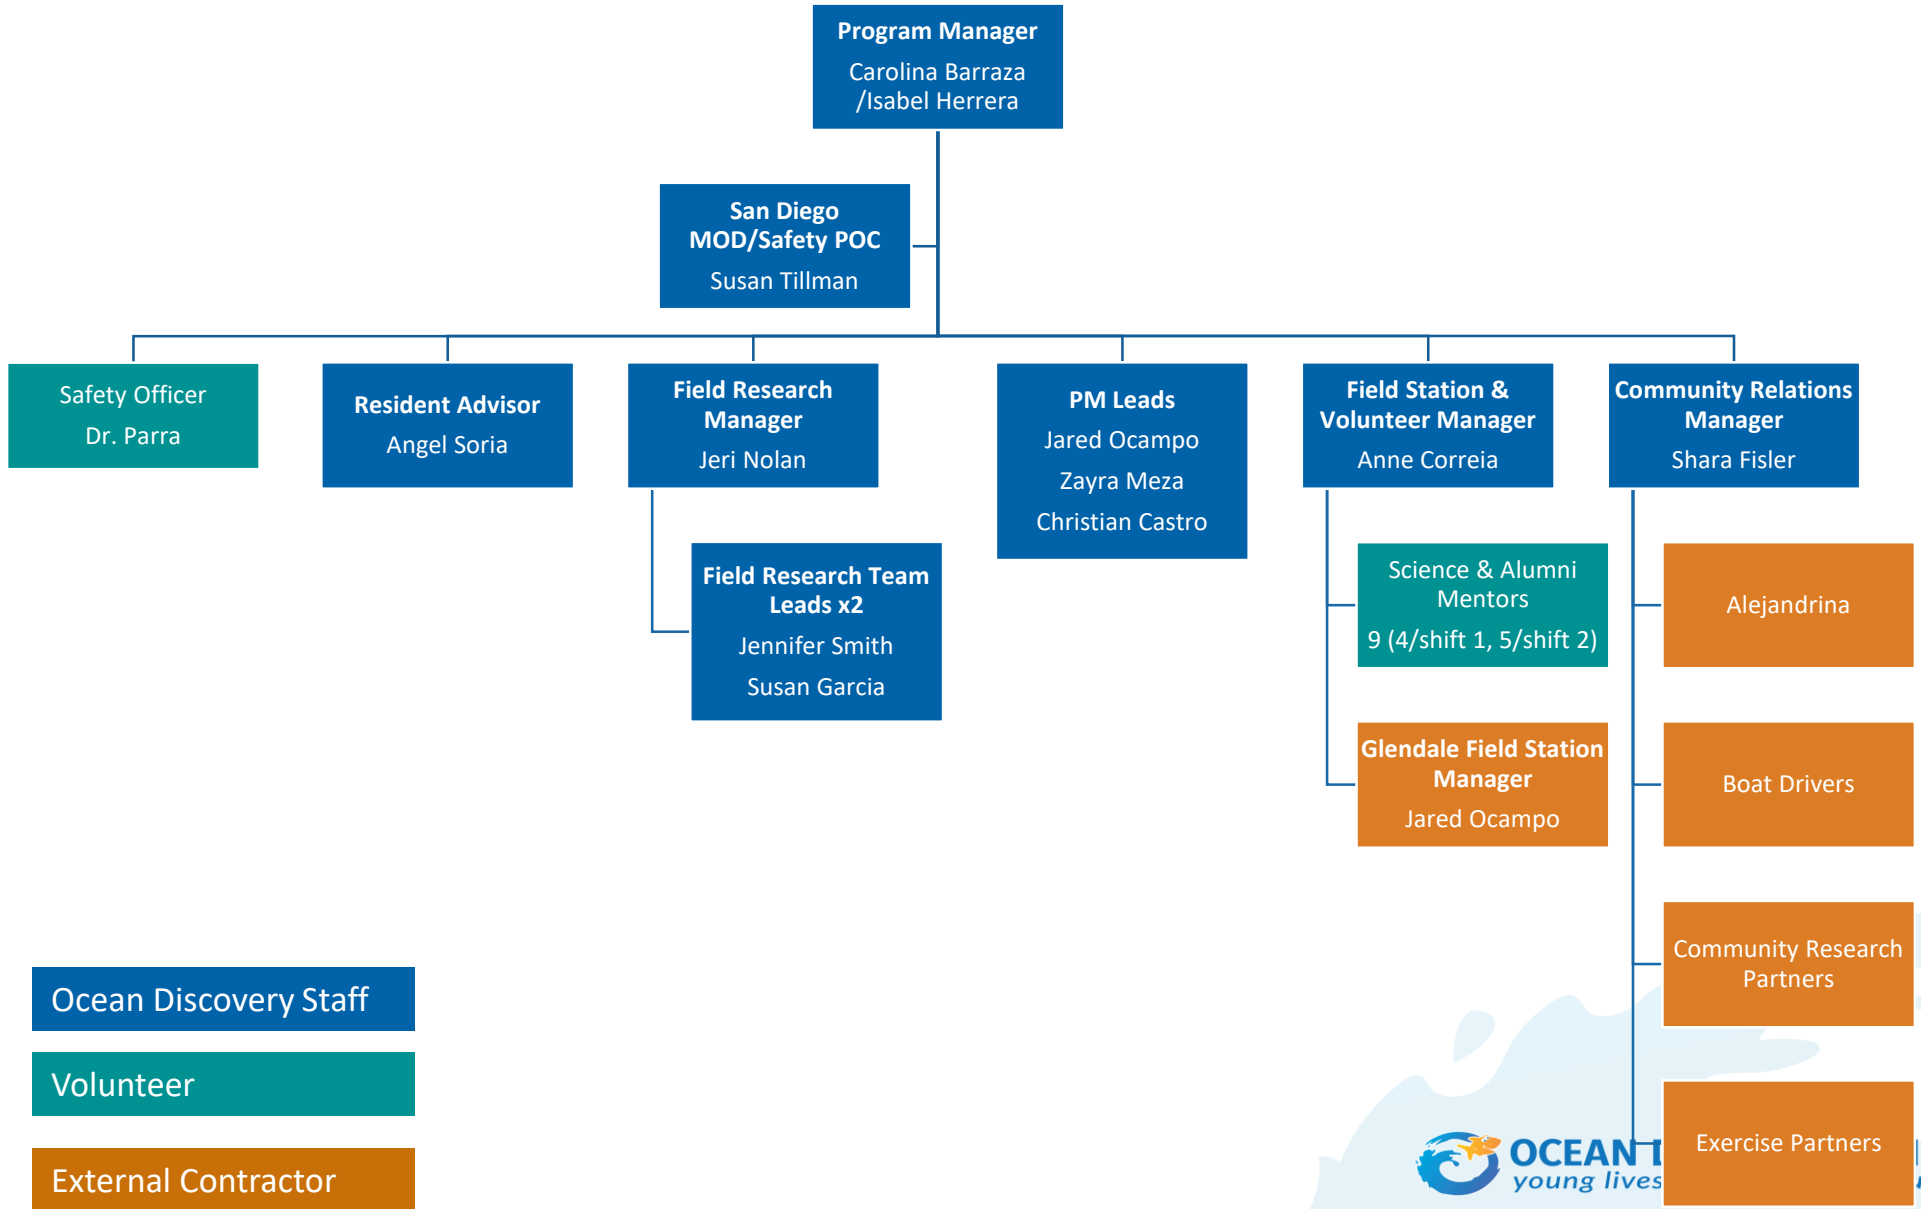 Program Manager
Carolina Barraza
/Isabel Herrera
San Diego
MOD/Safety POC
Susan Tillman
Safety Officer
Dr. Parra
Resident Advisor
Angel Soria
Field Research
Manager
Jeri Nolan
PM Leads
Jared Ocampo
Zayra Meza
Christian Castro
Field Station &
Volunteer Manager
Anne Correia
Community Relations
Manager
Shara Fisler
Field Research Team
Leads x2
Jennifer Smith
Susan Garcia
Science & Alumni
Mentors
9 (4/shift 1, 5/shift 2)
Glendale Field Station
Manager
Jared Ocampo
Alejandrina
Boat Drivers
Community Research
Partners
Exercise Partners
Ocean Discovery Staff
Volunteer
External Contractor
OCEAN
young lives